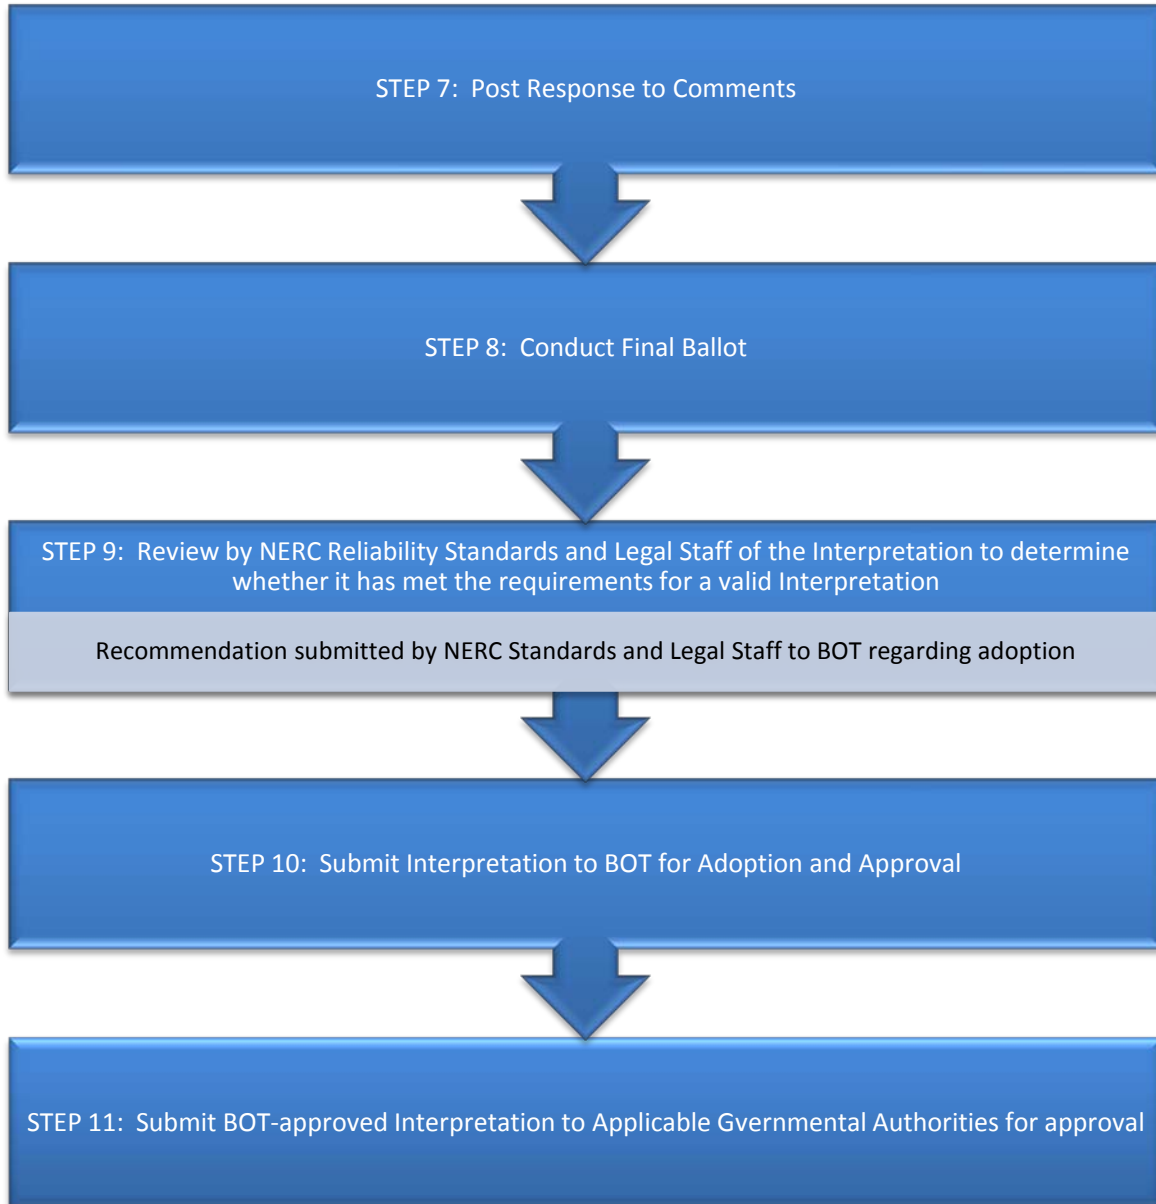 STEP 7:  Post Response to Comments
STEP 8:  Conduct Final Ballot
STEP 9:  Review by NERC Reliability Standards and Legal Staff of the Interpretation to determine
whether it has met the requirements for a valid Interpretation
Recommendation submitted by NERC Standards and Legal Staff to BOT regarding adoption
STEP 10:  Submit Interpretation to BOT for Adoption and Approval
STEP 11:  Submit BOT-approved Interpretation to Applicable Gvernmental Authorities for approval